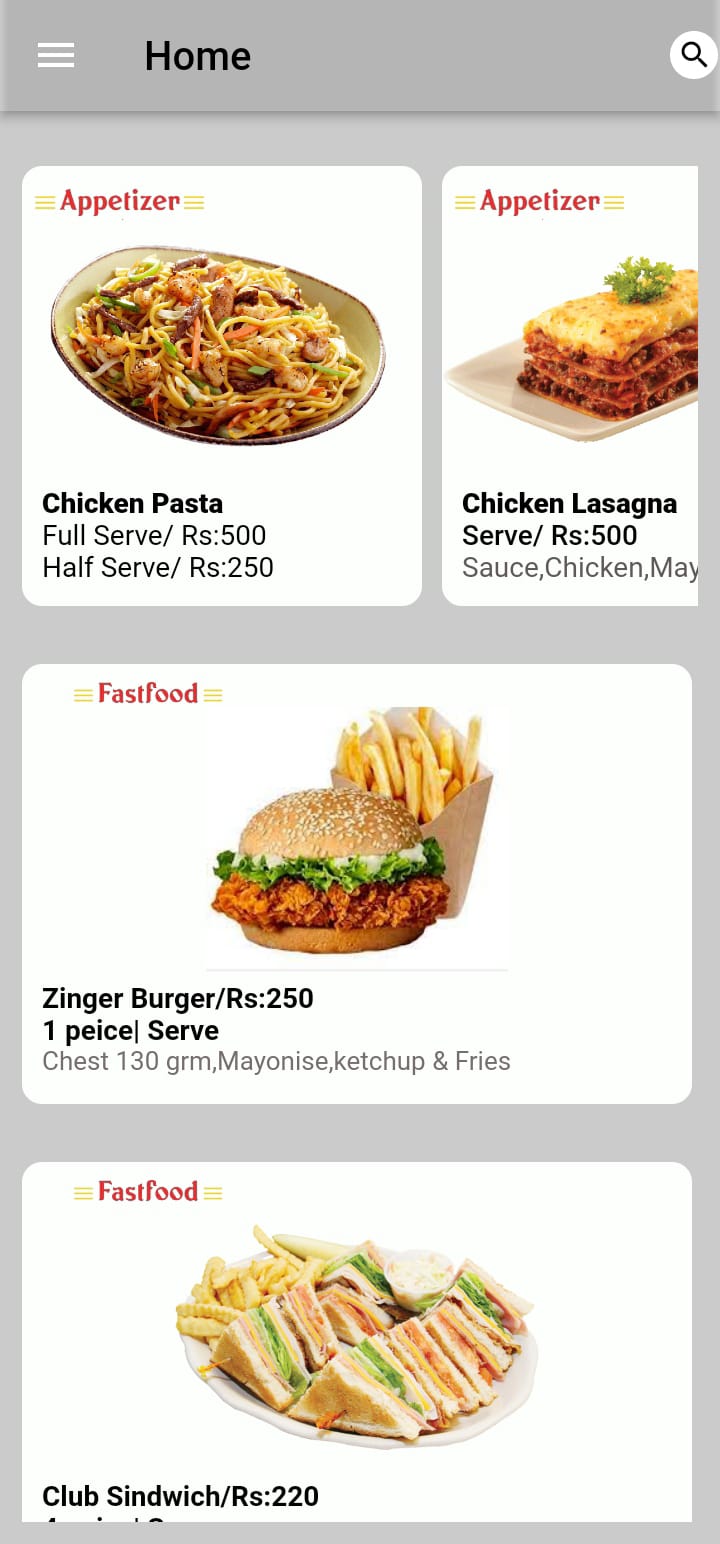 Home
Appetizer
Chicken Pasta
Full Serve/ Rs:500
Half Serve/ Rs:250
Appetizer
Chicken Lasagna
Serve/ Rs:500
Sauce,Chicken,May
Fastfood
Zinger Burger/Rs:250
1 peice| Serve
Chest 130 grm,Mayonise,ketchup & Fries
Fastfood
Club Sindwich/Rs:220